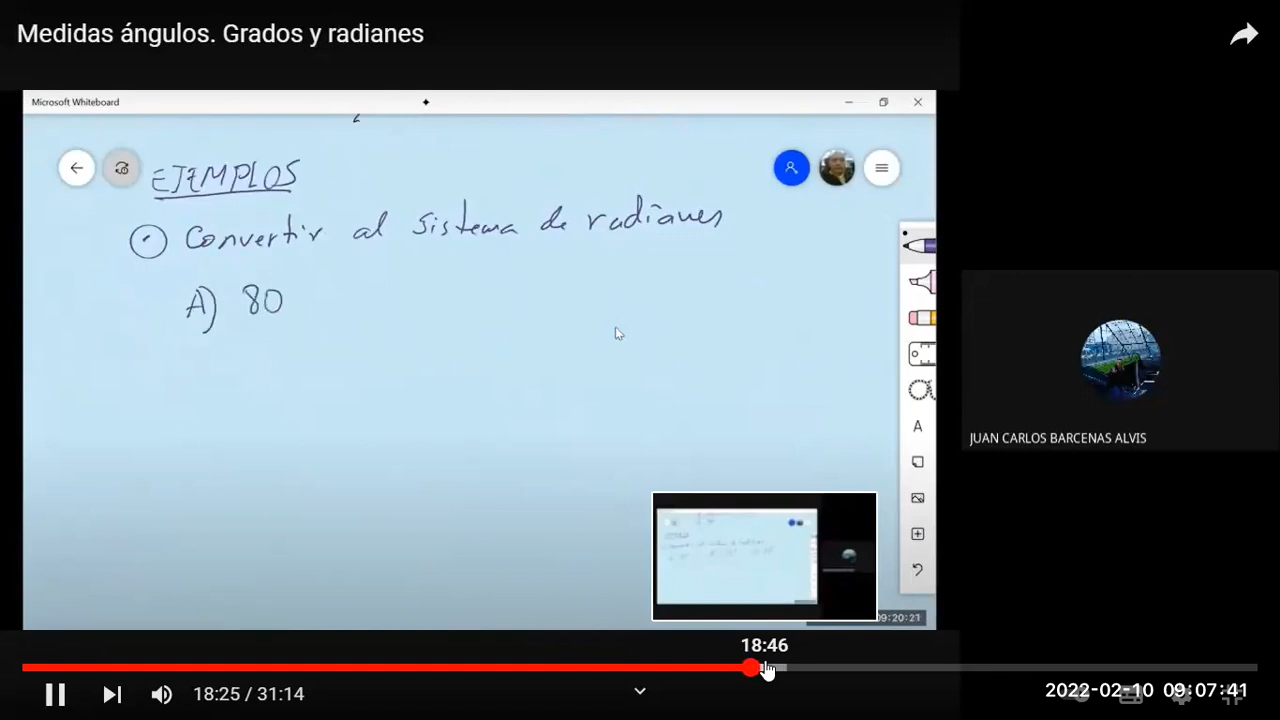 Medidas ángulos. Grados y radianes
Microsoft Whiteboard
EJEMPLOS
Convertir al sistema de radianes
A) 80
A
JUAN CARLOS BARCENAS ALVIS
09:20:21
18:46
18:25 / 31:14
2022-02-10 09:07:41